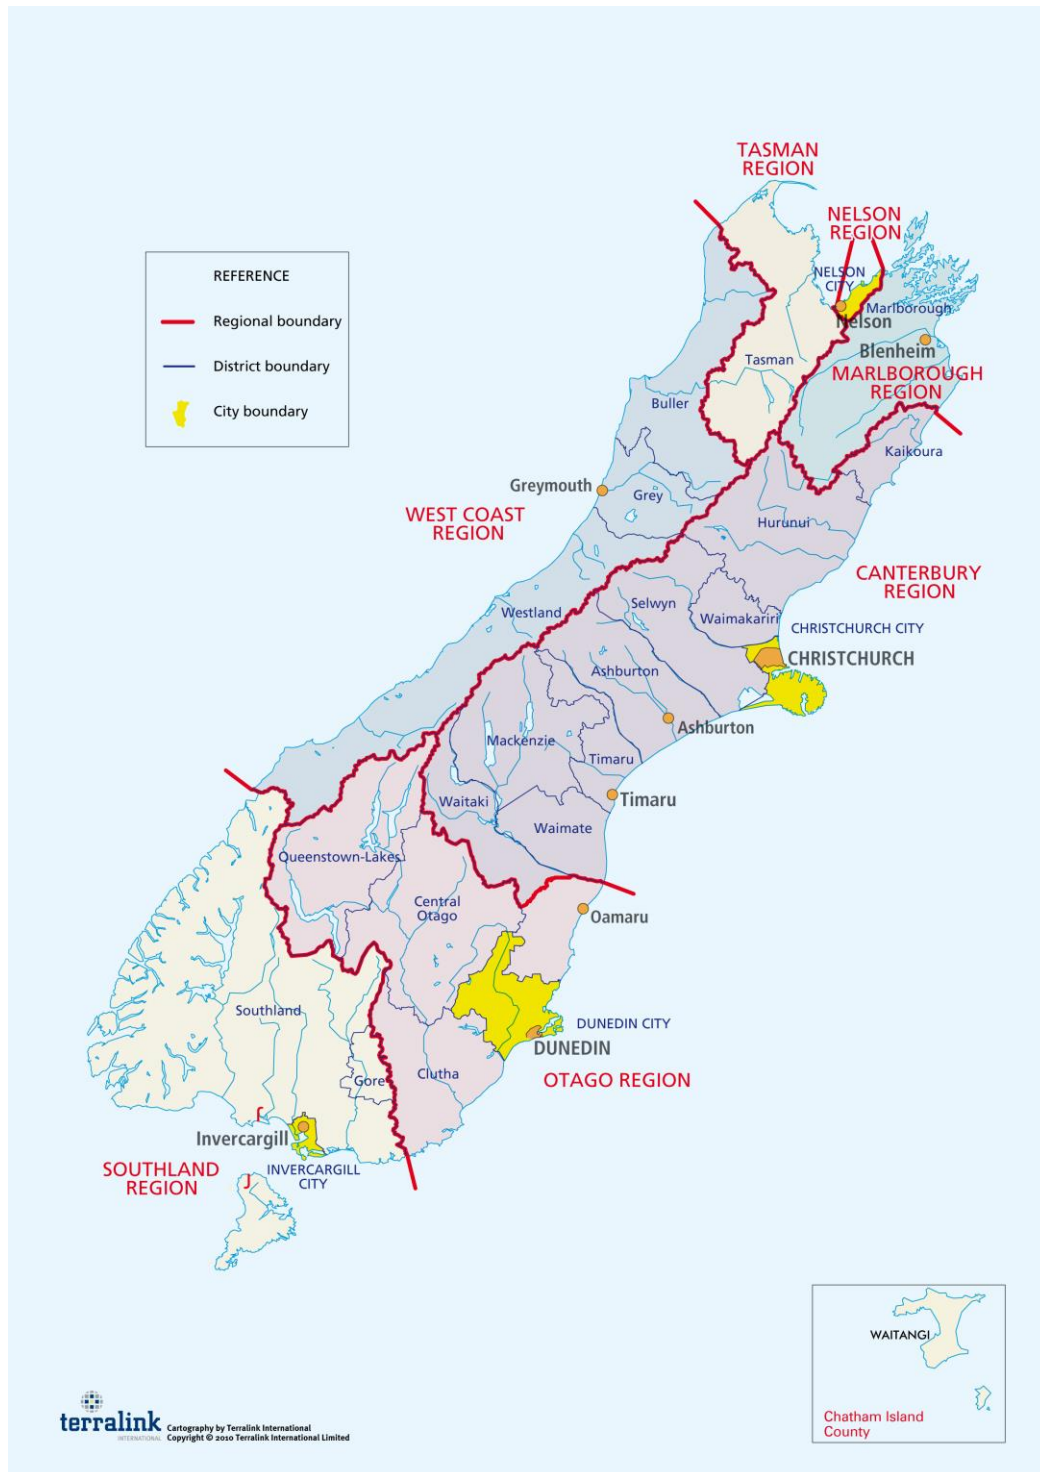 TASMAN
REGION
NELSON
REGION
NELSON
CITY
Marlborough
Nelson
Blenheim
MARLBOROUGH
REGION
Tasman
REFERENCE
Regional boundary
District boundary
City boundary
Buller
Kaikoura
Greymouth
Grey
WEST COAST
REGION
Hurunui
CANTERBURY
REGION
Selwyn
Westland
Waimakariri
CHRISTCHURCH CITY
CHRISTCHURCH
Ashburton
Ashburton
Mackenzie
Timaru
Waitaki
Timaru
Waimate
Queenstown-Lakes
Central
Otago
Oamaru
Southland
DUNEDIN CITY
DUNEDIN
Clutha
Gore
OTAGO REGION
Invercargill
SOUTHLAND
REGION
INVERCARGILL
CITY
WAITANGI
Chatham Island
County
terralink
INTERNATIONAL
Cartography by Terralink International
Copyright © 2010 Terralink International Limited